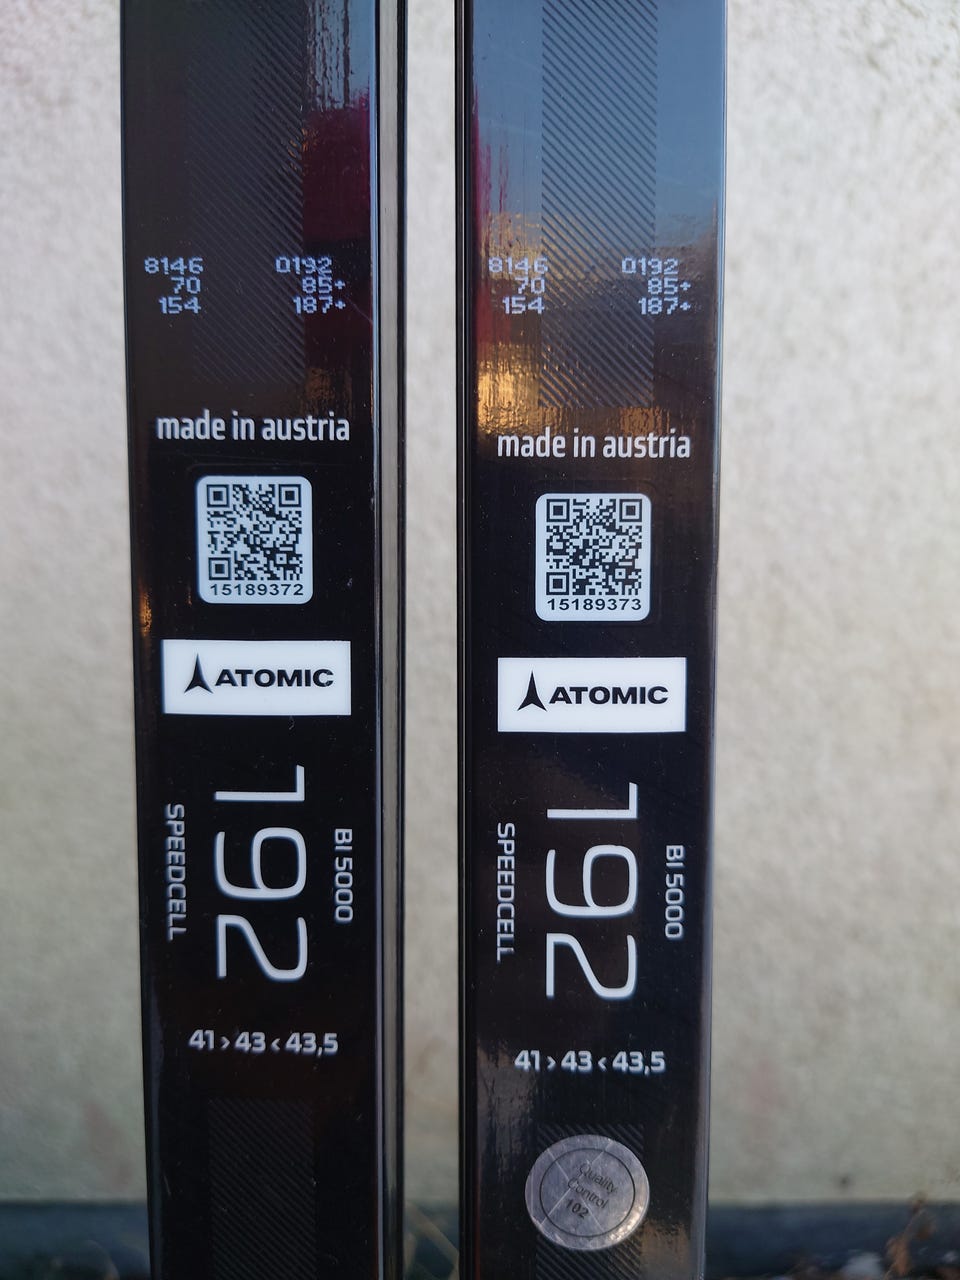 8146 0192
70 85+
154 187+
made in austria
15189372
ATOMIC
BI 5000
192
SPEEDCELL
41 › 43 ‹ 43,5
8146 0192
70 85+
154 187+
made in austria
15189373
ATOMIC
BI 5000
192
SPEEDCELL
41 › 43 ‹ 43,5
Quality
Control
102